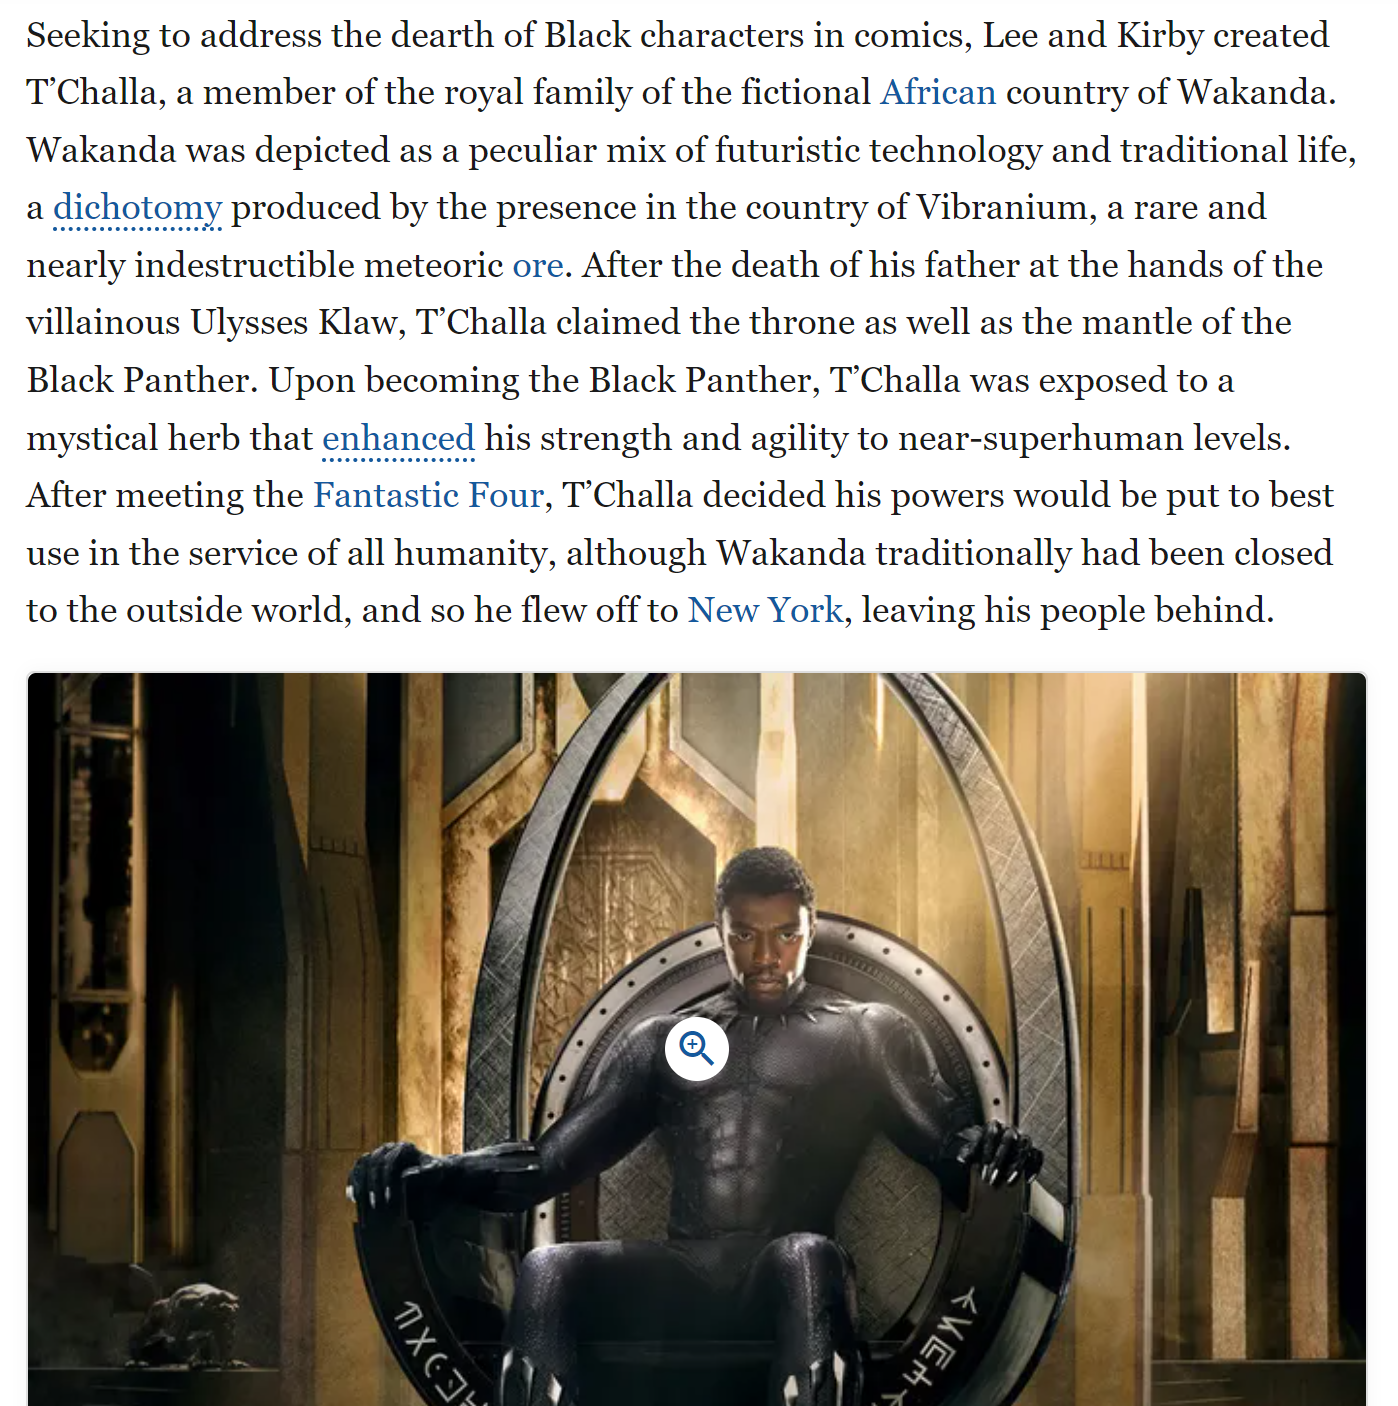 Seeking to address the dearth of Black characters in comics, Lee and Kirby created
T’Challa, a member of the royal family of the fictional African country of Wakanda.
Wakanda was depicted as a peculiar mix of futuristic technology and traditional life,
a dichotomy produced by the presence in the country of Vibranium, a rare and
nearly indestructible meteoric ore. After the death of his father at the hands of the
villainous Ulysses Klaw, T’Challa claimed the throne as well as the mantle of the
Black Panther. Upon becoming the Black Panther, T’Challa was exposed to a
mystical herb that enhanced his strength and agility to near-superhuman levels.
After meeting the Fantastic Four, T’Challa decided his powers would be put to best
use in the service of all humanity, although Wakanda traditionally had been closed
to the outside world, and so he flew off to New York, leaving his people behind.